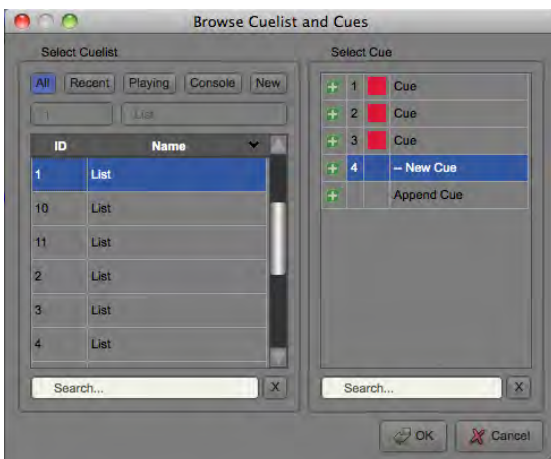 Browse Cuelist and Cues
Select Cuelist
All Recent Playing Console New
1 List
ID Name
1 List
10 List
11 List
2 List
3 List
4 List
Search... X
Select Cue
1 Cue
2 Cue
3 Cue
4 -- New Cue
Append Cue
Search... X
OK Cancel